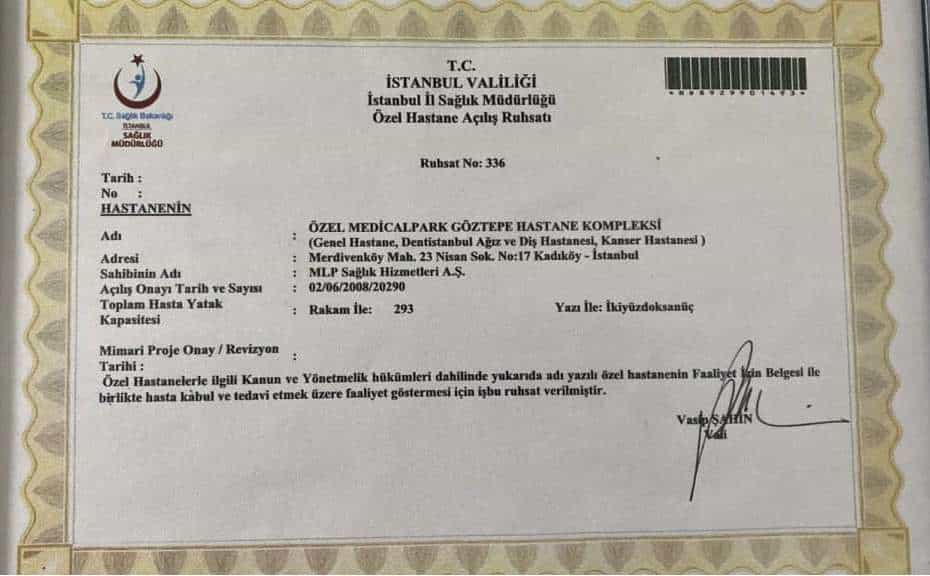 T.C.
İSTANBUL VALİLİĞİ
İstanbul İl Sağlık Müdürlüğü
Özel Hastane Açılış Ruhsatı
T.C. Sağlık Bakanlığı
İSTANBUL
SAĞLIK
MÜDÜRLÜĞÜ
Ruhsat No: 336
Tarih :
No :
HASTANENİN
Adı : ÖZEL MEDICALPARK GÖZTEPE HASTANE KOMPLEKSİ
(Genel Hastane, Dentistanbul Ağız ve Diş Hastanesi, Kanser Hastanesi )
Adresi : Merdivenköy Mah. 23 Nisan Sok. No:17 Kadıköy - İstanbul
Sahibinin Adı : MLP Sağlık Hizmetleri A.Ş.
Açılış Onayı Tarih ve Sayısı : 02/06/2008/20290
Toplam Hasta Yatak
Kapasitesi : Rakam İle: 293 Yazı İle: İkiyüzdoksanüç
Mimari Proje Onay / Revizyon :
Tarihi :
Özel Hastanelerle ilgili Kanun ve Yönetmelik hükümleri dahilinde yukarıda adı yazılı özel hastanenin Faaliyet İzin Belgesi ile
birlikte hasta kabul ve tedavi etmek üzere faaliyet göstermesi için işbu ruhsat verilmiştir.
Vasip ŞAHİN
Vali